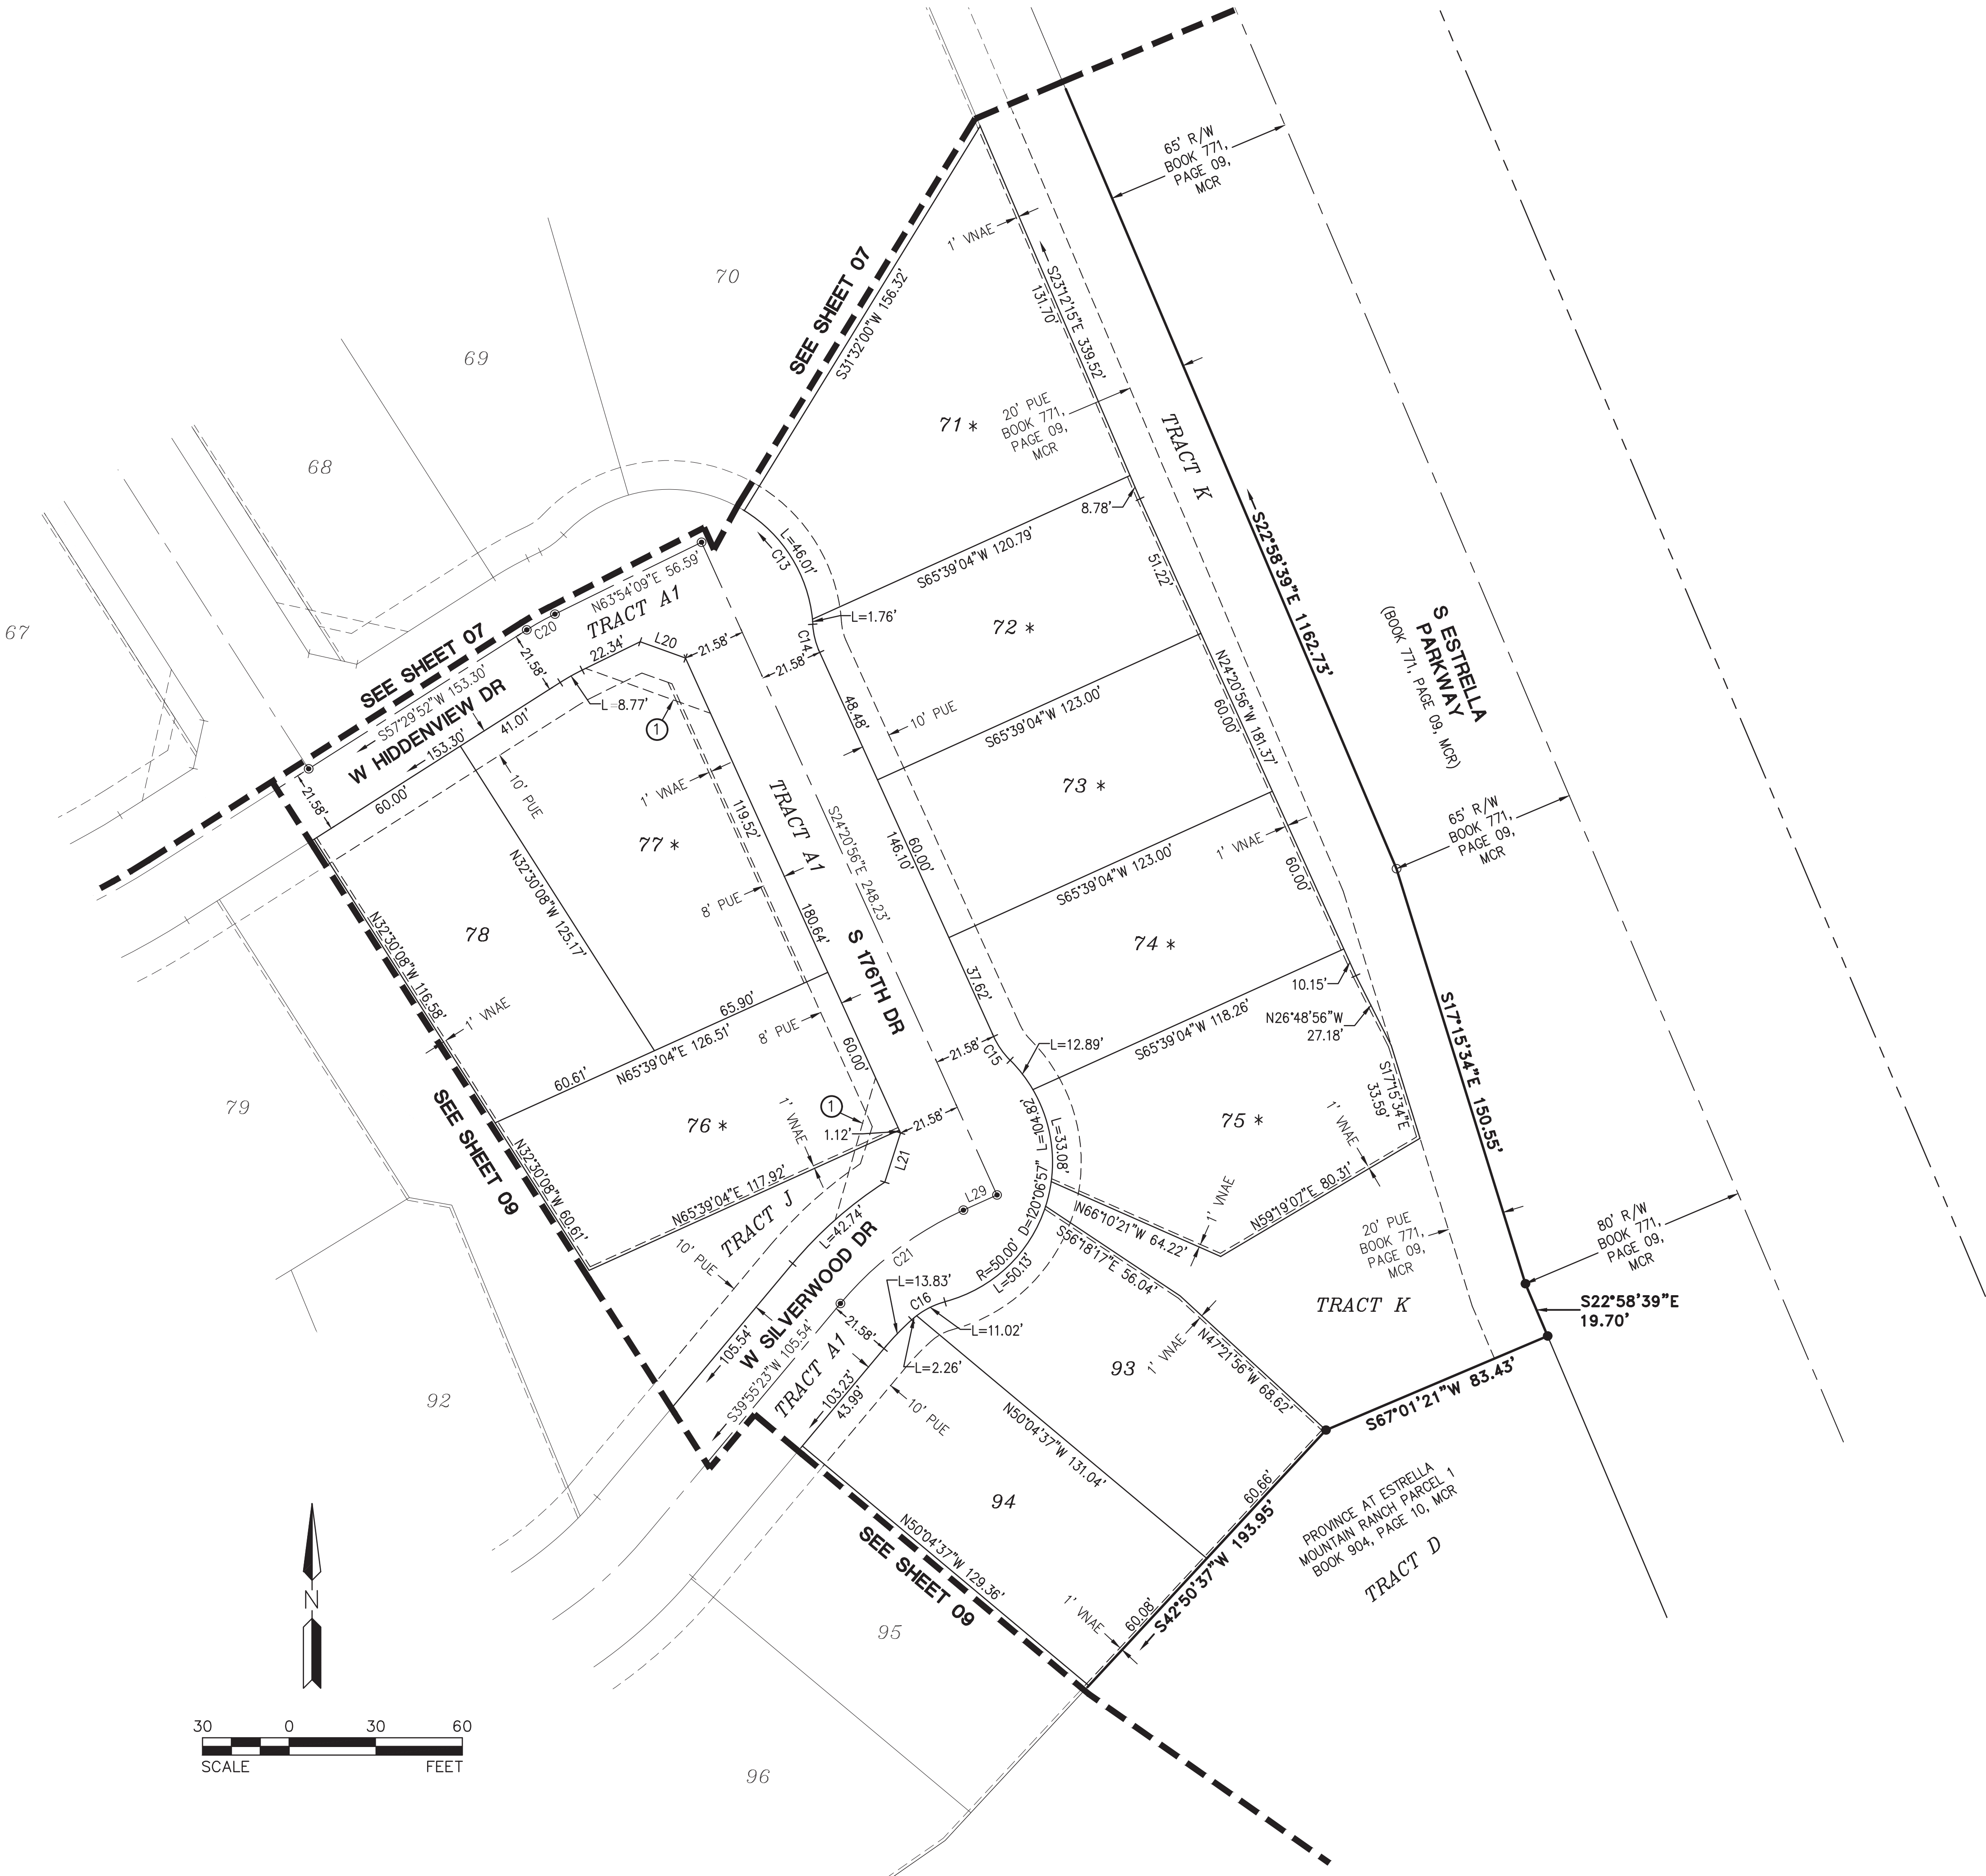 65' R/W
BOOK 771,
PAGE 09,
MCR
1' VNAE
SEE SHEET 07
S31°32'00"W 156.32'
S23°12'15"E 339.52'
131.70'
70
69
68
67
71 *
20' PUE
BOOK 771,
PAGE 09,
MCR
TRACT K
8.78'
S65°39'04"W 120.79'
L=46.01'
C13
L=1.76'
C14
51.22'
S22°58'39"E 1162.73'
S ESTRELLA
PARKWAY
(BOOK 771, PAGE 09, MCR)
N63°54'09"E 56.59'
TRACT A1
C20
SEE SHEET 07
S57°29'52"W 153.30'
W HIDDENVIEW DR
21.58'
22.34'
L20
21.58'
21.58'
L=8.77'
41.01'
153.30'
60.00'
21.58'
10' PUE
1
72 *
48.48'
10' PUE
S65°39'04"W 123.00'
N24°20'56"W 181.37'
60.00'
73 *
1' VNAE
77 *
119.52'
TRACT A1
S24°20'56"E 248.23'
60.00'
146.10'
1' VNAE
60.00'
65' R/W
BOOK 771,
PAGE 09,
MCR
S65°39'04"W 123.00'
N32°30'08"W 125.17'
8' PUE
180.64'
S 176TH DR
78
N32°30'08"W 116.58'
1' VNAE
74 *
37.62'
10.15'
N26°48'56"W
27.18'
S65°39'04"W 118.26'
S17°15'34"E 150.55'
65.90'
N65°39'04"E 126.51'
60.61'
8' PUE
60.00'
21.58'
C15
L=12.89'
S17°15'34"E
33.59'
79
SEE SHEET 09
N32°30'08"W 60.61'
76 *
1' VNAE
1
1.12'
21.58'
L21
L=104.82'
L=33.08'
D=120°06'57"
75 *
1' VNAE
N59°19'07"E 80.31'
N65°39'04"E 117.92'
TRACT J
10' PUE
L=42.74'
L29
C21
R=50.00'
L=50.13'
N66°10'21"W 64.22'
1' VNAE
S56°18'17"E 56.04'
20' PUE
BOOK 771,
PAGE 09,
MCR
80' R/W
BOOK 771,
PAGE 09,
MCR
W SILVERWOOD DR
105.54'
S39°55'23"W 105.54'
TRACT A1
21.58'
L=13.83'
C16
L=11.02'
L=2.26'
TRACT K
S22°58'39"E
19.70'
93
1' VNAE
N47°21'56"W 68.62'
S67°01'21"W 83.43'
103.23'
43.99'
10' PUE
N50°04'37"W 131.04'
92
94
60.66'
S42°50'37"W 193.95'
PROVINCE AT ESTRELLA
MOUNTAIN RANCH PARCEL 1
BOOK 904, PAGE 10, MCR
TRACT D
N50°04'37"W 129.36'
SEE SHEET 09
1' VNAE
60.08'
95
96
N
30 0 30 60
SCALE FEET